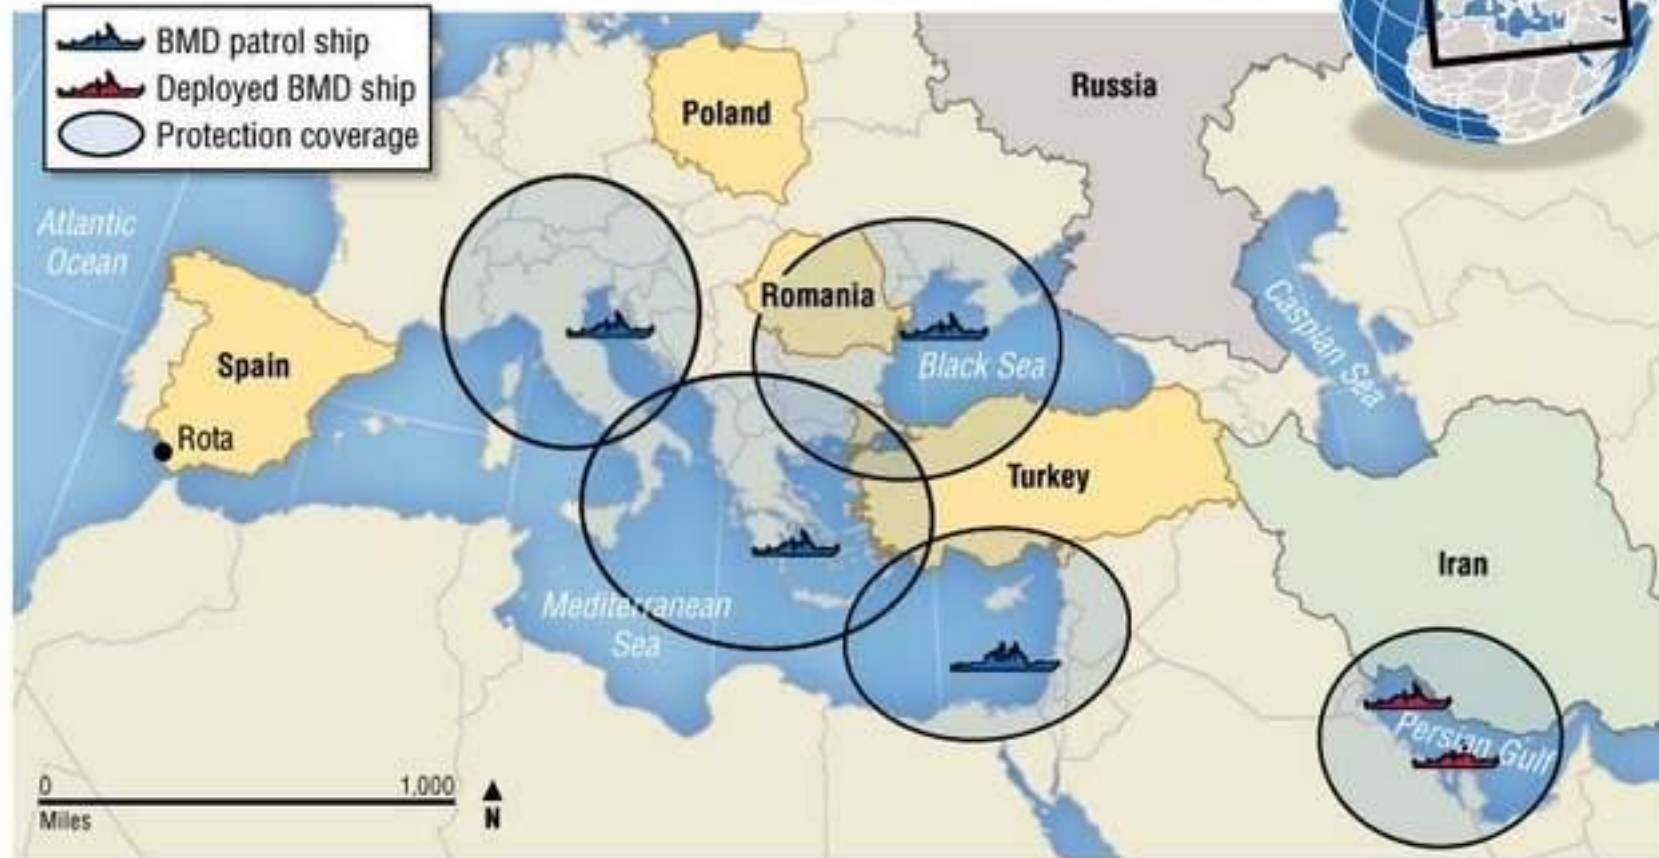 BMD patrol ship
Deployed BMD ship
Protection coverage
Russia
Poland
Atlantic
Ocean
Romania
Caspian Sea
Spain
Black Sea
Rota
Turkey
Iran
Mediterranean
Sea
Persian Gulf
0 1,000
Miles
N